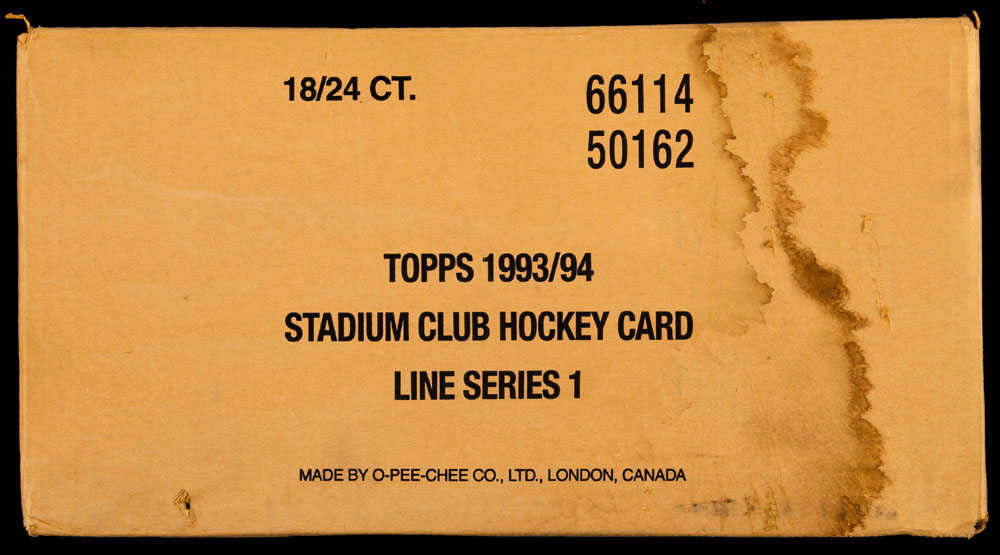 18/24 CT.
66114
50162
TOPPS 1993/94
STADIUM CLUB HOCKEY CARD
LINE SERIES 1
MADE BY O-PEE-CHEE CO., LTD., LONDON, CANADA